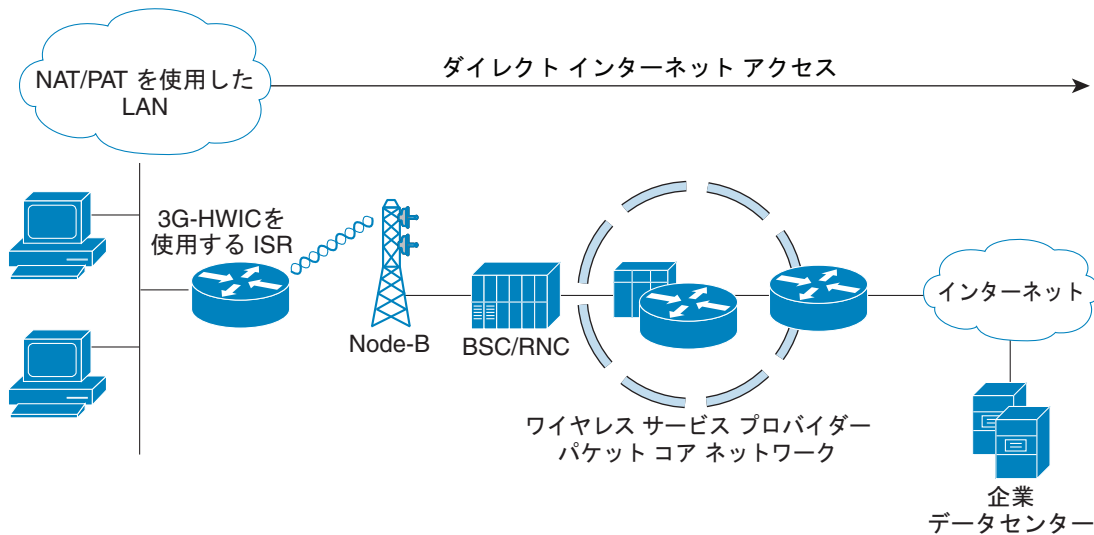 NAT/PAT を使用した
LAN
ダイレクト インターネット アクセス
3G-HWICを
使用する ISR
Node-B
BSC/RNC
インターネット
ワイヤレス サービス プロバイダー
パケット コア ネットワーク
企業
データセンター